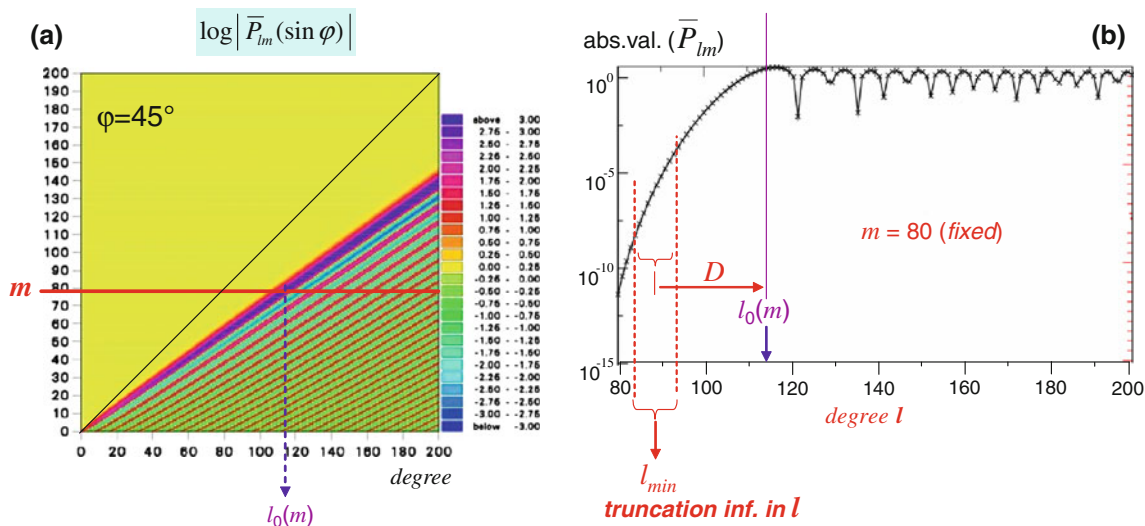 (a)
log| P̅lm (sin φ) |
200
190
180
170
160
150
140
130
120
110
100
90
80
70
60
50
40
30
20
10
0
φ=45°
m
0 20 40 60 80 100 120 140 160 180 200
degree
l0(m)
above - 3.00
2.75 - 3.00
2.50 - 2.75
2.25 - 2.50
2.00 - 2.25
1.75 - 2.00
1.50 - 1.75
1.25 - 1.50
1.00 - 1.25
0.75 - 1.00
0.50 - 0.75
0.25 - 0.50
0.00 - 0.25
-0.25 - 0.00
-0.50 - -0.25
-0.75 - -0.50
-1.00 - -0.75
-1.25 - -1.00
-1.50 - -1.25
-1.75 - -1.50
-2.00 - -1.75
-2.25 - -2.00
-2.50 - -2.25
-2.75 - -2.50
-3.00 - -2.75
below - -3.00
abs.val. (P̅lm)
(b)
10^0
10^-5
10^-10
10^-15
m = 80 (fixed)
D
l0(m)
80 100 120 140 160 180 200
degree l
lmin
truncation inf. in l